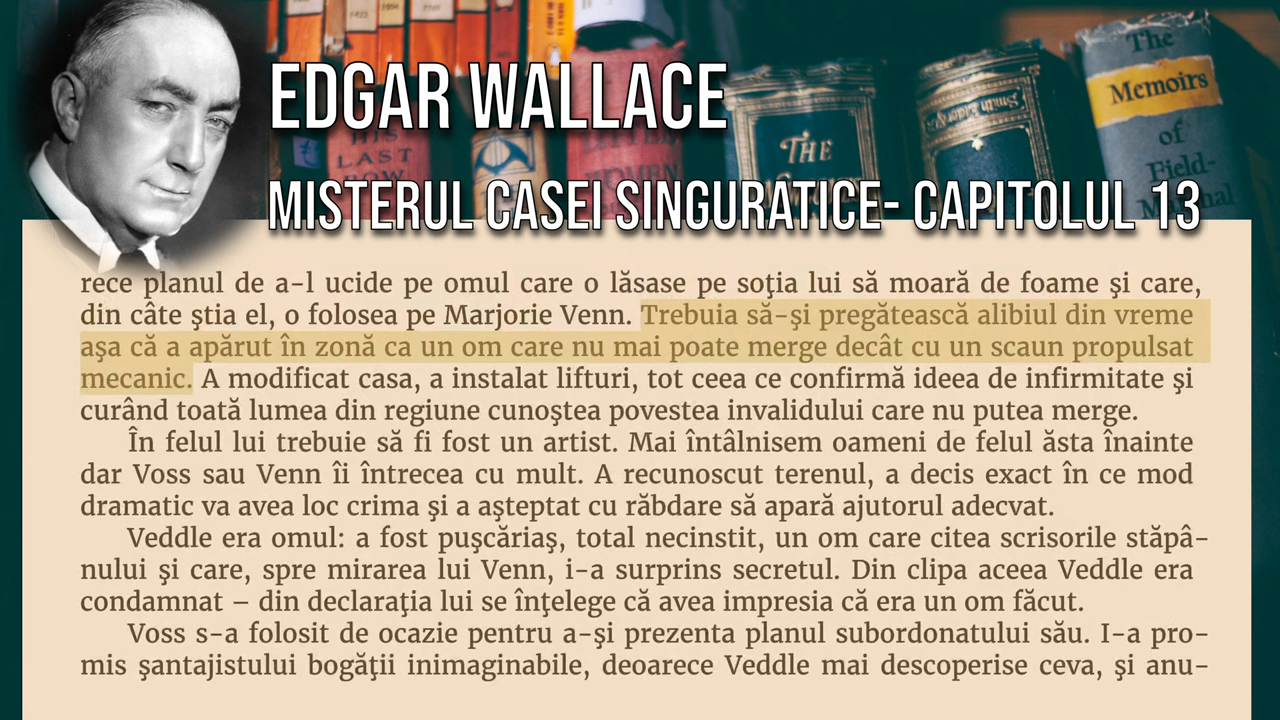 EDGAR WALLACE
MISTERUL CASEI SINGURATICE- CAPITOLUL 13
HIS
LAST
ROW
WOMEN
THE
The
Memoirs
of
Field-
rece planul de a-l ucide pe omul care o lăsase pe soţia lui să moară de foame şi care,
din câte ştia el, o folosea pe Marjorie Venn. Trebuia să-şi pregătească alibiul din vreme
aşa că a apărut în zonă ca un om care nu mai poate merge decât cu un scaun propulsat
mecanic. A modificat casa, a instalat lifturi, tot ceea ce confirmă ideea de infirmitate şi
curând toată lumea din regiune cunoştea povestea invalidului care nu putea merge.
În felul lui trebuie să fi fost un artist. Mai întâlnisem oameni de felul ăsta înainte
dar Voss sau Venn îi întrecea cu mult. A recunoscut terenul, a decis exact în ce mod
dramatic va avea loc crima şi a aşteptat cu răbdare să apară ajutorul adecvat.
Veddle era omul: a fost puşcăriaş, total necinstit, un om care citea scrisorile stăpâ-
nului şi care, spre mirarea lui Venn, i-a surprins secretul. Din clipa aceea Veddle era
condamnat – din declaraţia lui se înţelege că avea impresia că era un om făcut.
Voss s-a folosit de ocazie pentru a-şi prezenta planul subordonatului său. I-a pro-
mis şantajistului bogăţii inimaginabile, deoarece Veddle mai descoperise ceva, şi anu-